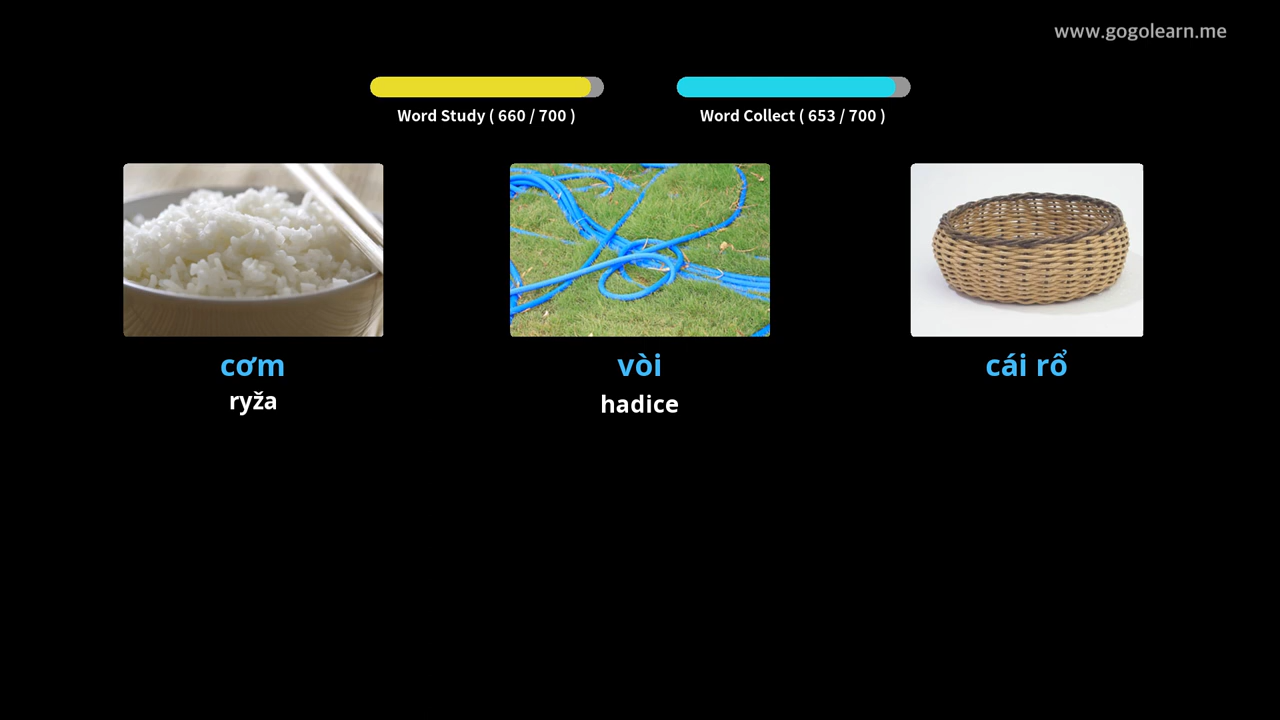 www.gogolearn.me
Word Study ( 660 / 700 )
Word Collect ( 653 / 700 )
cơm
ryža
vòi
hadice
cái rổ